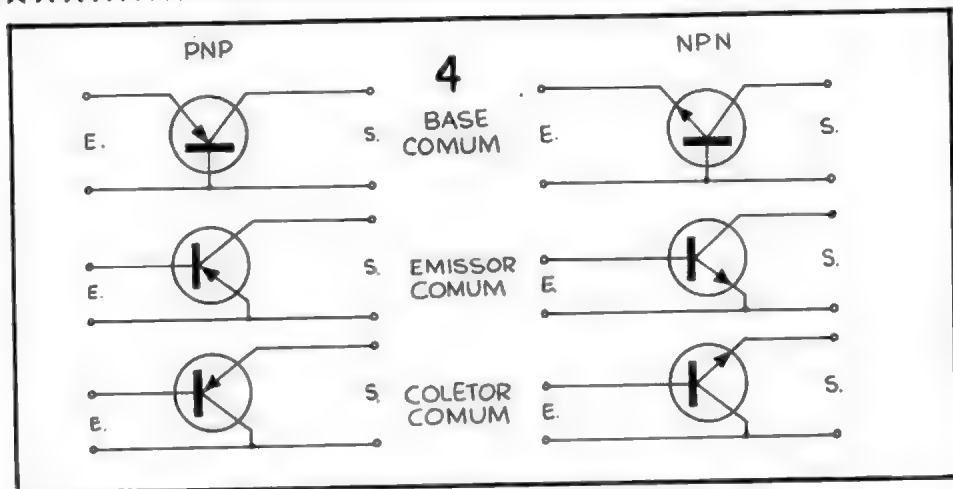 PNP
NPN
4
BASE
COMUM
E.
S.
E.
S.
EMISSOR
COMUM
E.
S.
E.
S.
COLETOR
COMUM
E.
S.
E.
S.